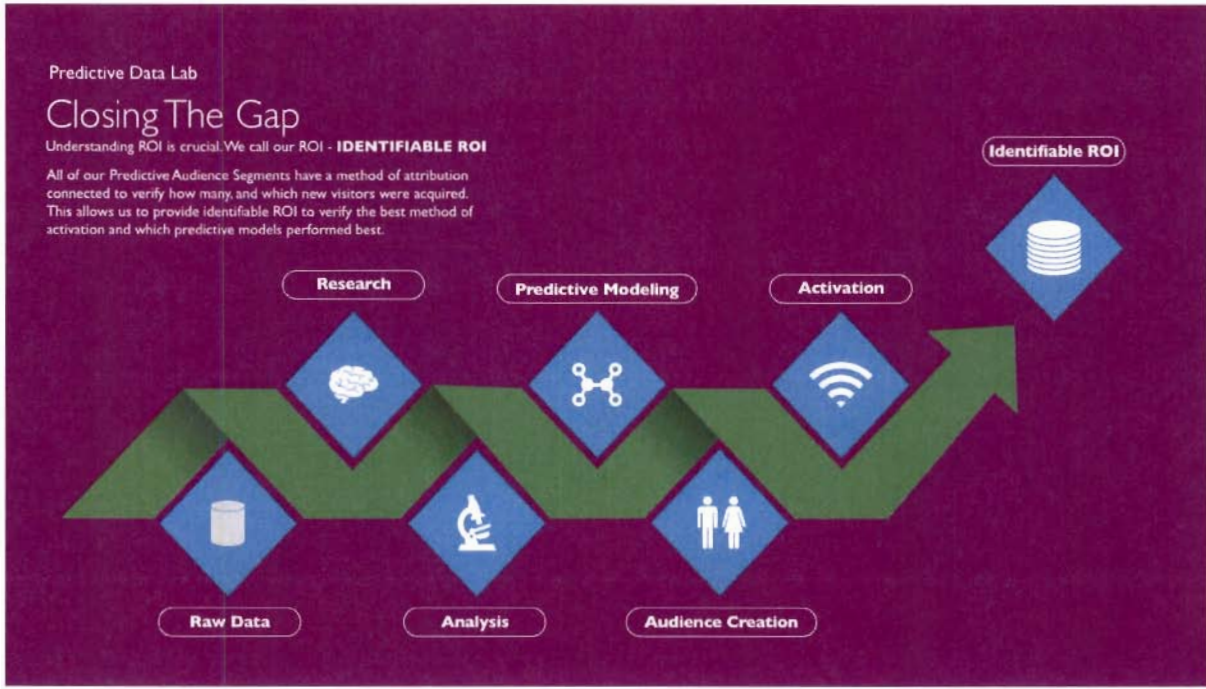 Predictive Data Lab
Closing The Gap
Understanding ROI is crucial. We call our ROI - IDENTIFIABLE ROI
All of our Predictive Audience Segments have a method of attribution
connected to verify how many, and which new visitors were acquired.
This allows us to provide identifiable ROI to verify the best method of
activation and which predictive models performed best.
Identifiable ROI
Research
Predictive Modeling
Activation
Raw Data
Analysis
Audience Creation